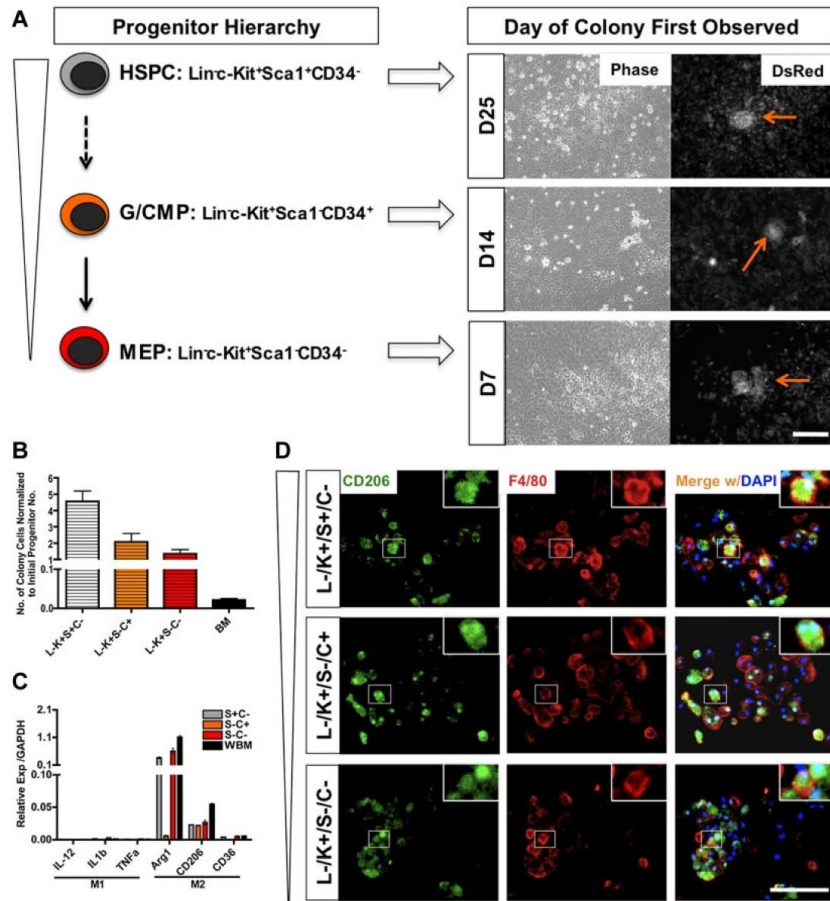 A
Progenitor Hierarchy
Day of Colony First Observed
HSPC: Lin⁻c-Kit⁺Sca1⁺CD34⁻
Phase
DsRed
D25
G/CMP: Lin⁻c-Kit⁺Sca1⁻CD34⁺
D14
MEP: Lin⁻c-Kit⁺Sca1⁻CD34⁻
D7
B
No. of Colony Cells Normalized
to Initial Progenitor No.
6
5
4
3
2
1
0.1
0.0
L-K+S+C-
L-K+S-C+
L-K+S-C-
BM
C
Relative Exp /GAPDH
2.1
1.1
0.1
0.10
0.05
0.00
S+C-
S-C+
S-C-
WBM
IL-12
IL1b
TNFa
Arg1
CD206
CD36
M1
M2
D
CD206
F4/80
Merge w/DAPI
L-/K+/S+/C-
L-/K+/S-/C+
L-/K+/S-/C-